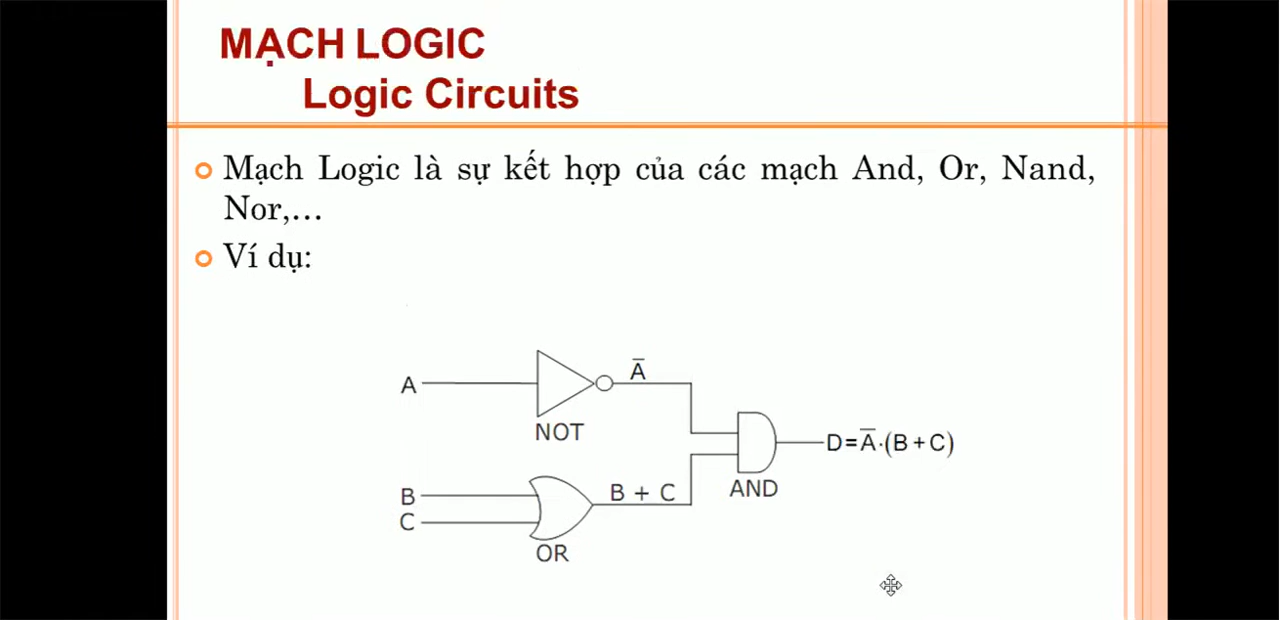 MẠCH LOGIC
Logic Circuits
Mạch Logic là sự kết hợp của các mạch And, Or, Nand,
Nor,...
Ví dụ:
A
A̅
NOT
D=A̅·(B+C)
B
B + C
AND
C
OR